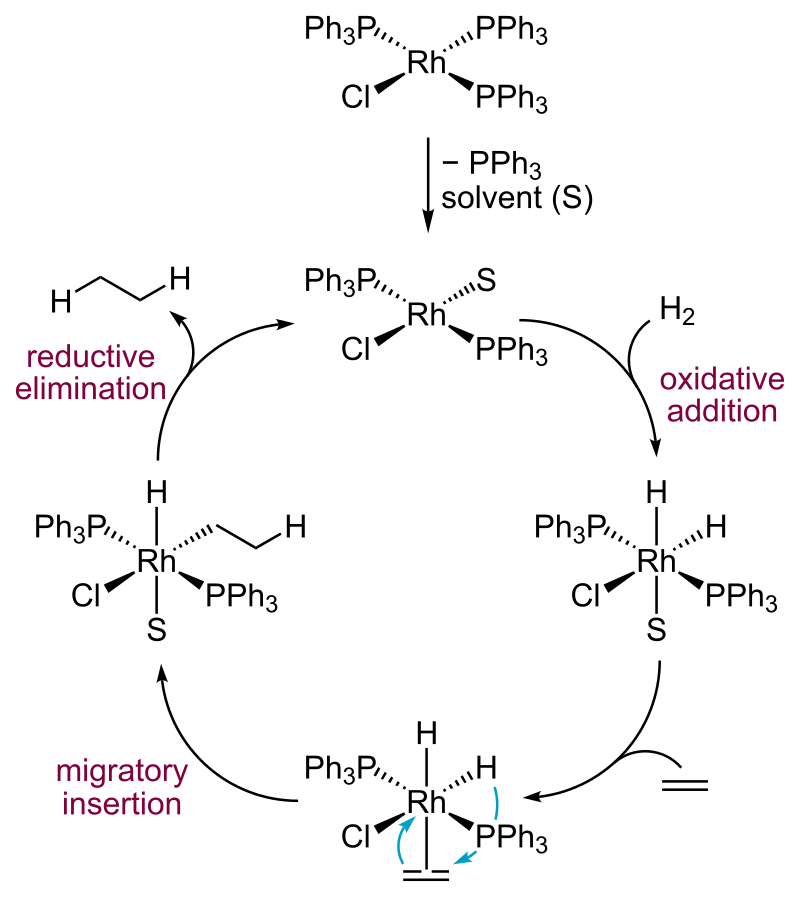 Ph3P PPh3
Rh
Cl PPh3
– PPh3
solvent (S)
H H
Ph3P S
Rh
Cl PPh3
H2
reductive
elimination
oxidative
addition
H
Ph3P H
Rh
Cl PPh3
S
H
Ph3P H
Rh
Cl PPh3
S
migratory
insertion
H
Ph3P H
Rh
Cl PPh3